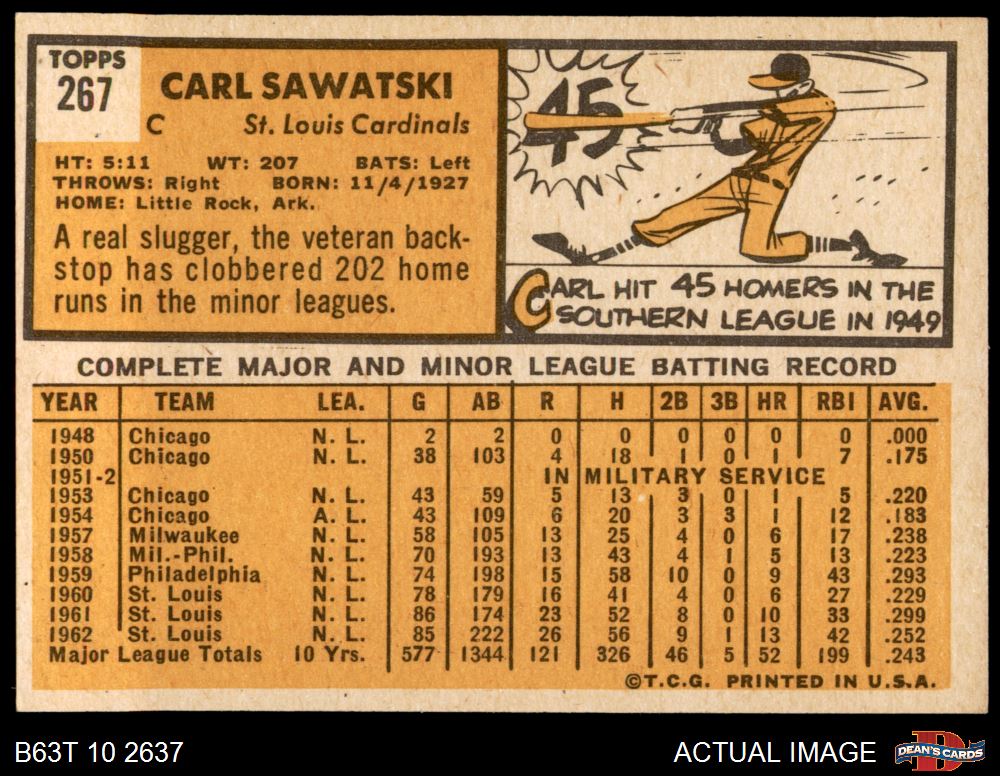 TOPPS
267
CARL SAWATSKI
C St. Louis Cardinals
HT: 5:11 WT: 207 BATS: Left
THROWS: Right BORN: 11/4/1927
HOME: Little Rock, Ark.
A real slugger, the veteran back-
stop has clobbered 202 home
runs in the minor leagues.
45
CARL HIT 45 HOMERS IN THE
SOUTHERN LEAGUE IN 1949
COMPLETE MAJOR AND MINOR LEAGUE BATTING RECORD
YEAR TEAM LEA. G AB R H 2B 3B HR RBI AVG.
1948 Chicago N. L. 2 2 0 0 0 0 0 0 .000
1950 Chicago N. L. 38 103 4 18 1 0 1 7 .175
1951-2 IN MILITARY SERVICE
1953 Chicago N. L. 43 59 5 13 3 0 1 5 .220
1954 Chicago A. L. 43 109 6 20 3 3 1 12 .183
1957 Milwaukee N. L. 58 105 13 25 4 0 6 17 .238
1958 Mil.-Phil. N. L. 70 193 13 43 4 1 5 13 .223
1959 Philadelphia N. L. 74 198 15 58 10 0 9 43 .293
1960 St. Louis N. L. 78 179 16 41 4 0 6 27 .229
1961 St. Louis N. L. 86 174 23 52 8 0 10 33 .299
1962 St. Louis N. L. 85 222 26 56 9 1 13 42 .252
Major League Totals 10 Yrs. 577 1344 121 326 46 5 52 199 .243
©T.C.G. PRINTED IN U.S.A.
B63T 10 2637 ACTUAL IMAGE D DEAN'S CARDS